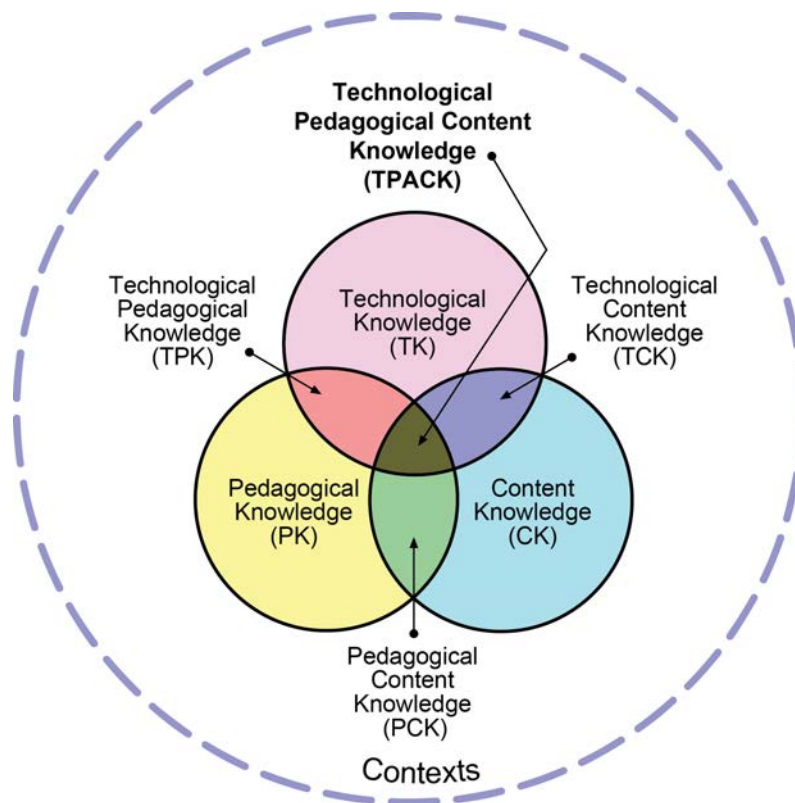 Technological
Pedagogical Content
Knowledge
(TPACK)
Technological
Pedagogical
Knowledge
(TPK)
Technological
Knowledge
(TK)
Technological
Content
Knowledge
(TCK)
Pedagogical
Knowledge
(PK)
Content
Knowledge
(CK)
Pedagogical
Content
Knowledge
(PCK)
Contexts